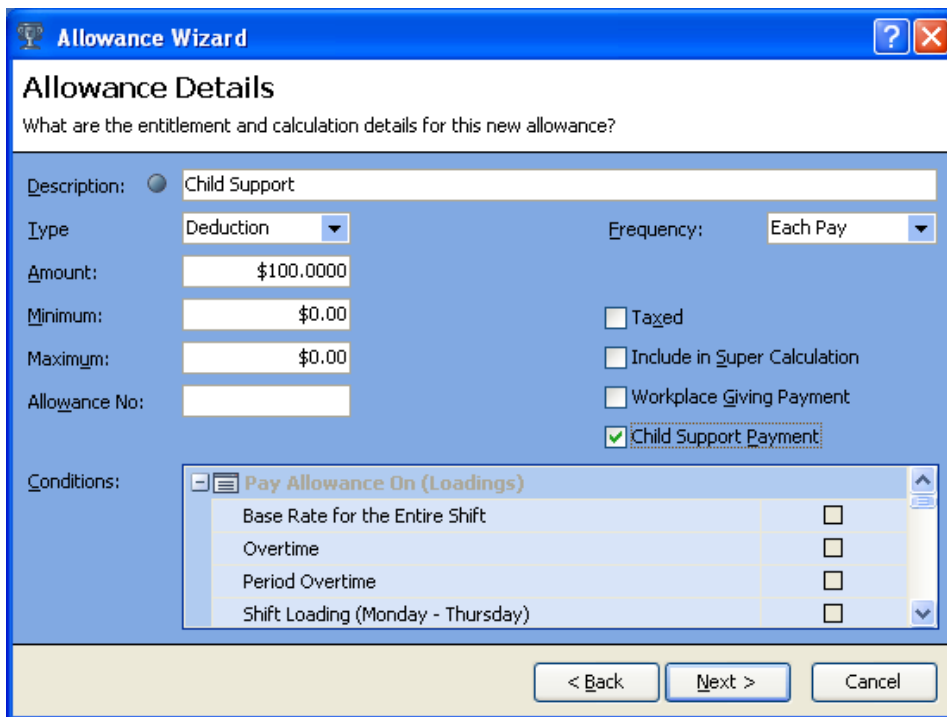 Allowance Wizard
Allowance Details
What are the entitlement and calculation details for this new allowance?
Description: Child Support
Type Deduction Frequency: Each Pay
Amount: $100.0000
Minimum: $0.00 Taxed
Maximum: $0.00 Include in Super Calculation
Allowance No: Workplace Giving Payment
Child Support Payment
Conditions: Pay Allowance On (Loadings)
Base Rate for the Entire Shift
Overtime
Period Overtime
Shift Loading (Monday - Thursday)
< Back Next > Cancel